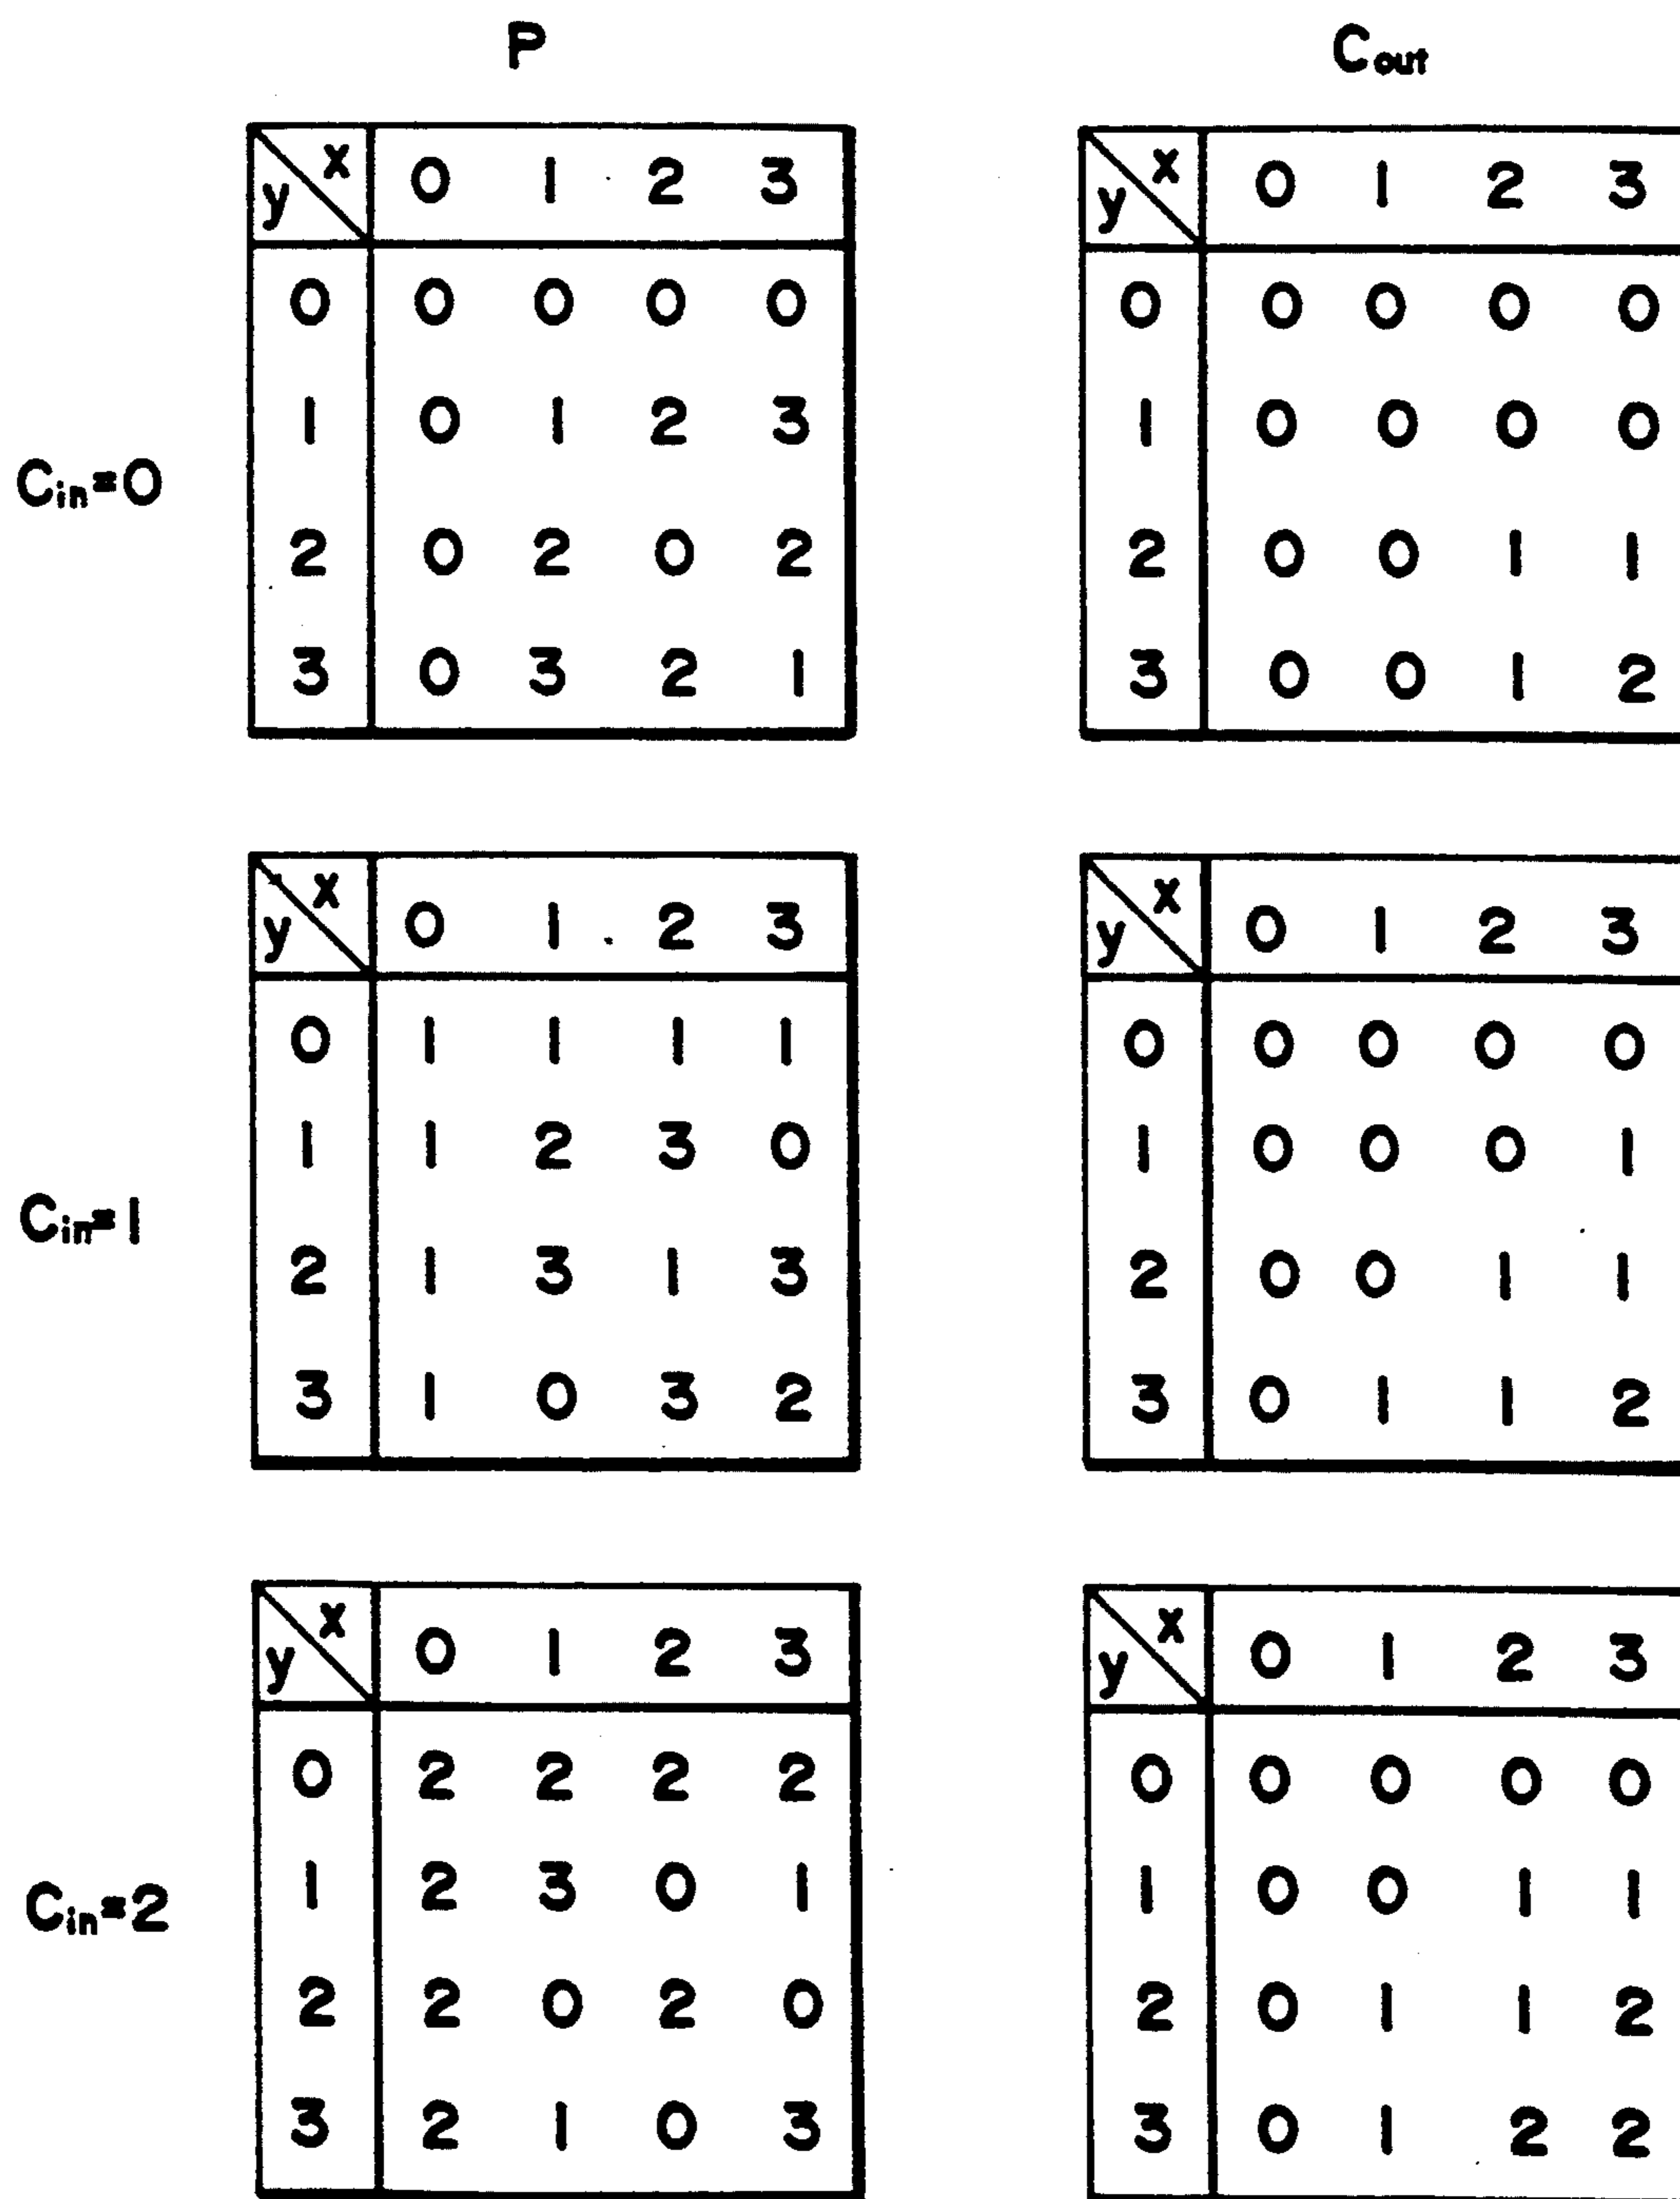 P Cout
x 0 1 2 3 x 0 1 2 3
y y
0 0 0 0 0 0 0 0 0 0
1 0 1 2 3 1 0 0 0 0
Cin=0
2 0 2 0 2 2 0 0 1 1
3 0 3 2 1 3 0 0 1 2
x 0 1 2 3 x 0 1 2 3
y y
0 1 1 1 1 0 0 0 0 0
1 1 2 3 0 1 0 0 0 1
Cin=1
2 1 3 1 3 2 0 0 1 1
3 1 0 3 2 3 0 1 1 2
x 0 1 2 3 x 0 1 2 3
y y
0 2 2 2 2 0 0 0 0 0
1 2 3 0 1 1 0 0 1 1
Cin=2
2 2 0 2 0 2 0 1 1 2
3 2 1 0 3 3 0 1 2 2